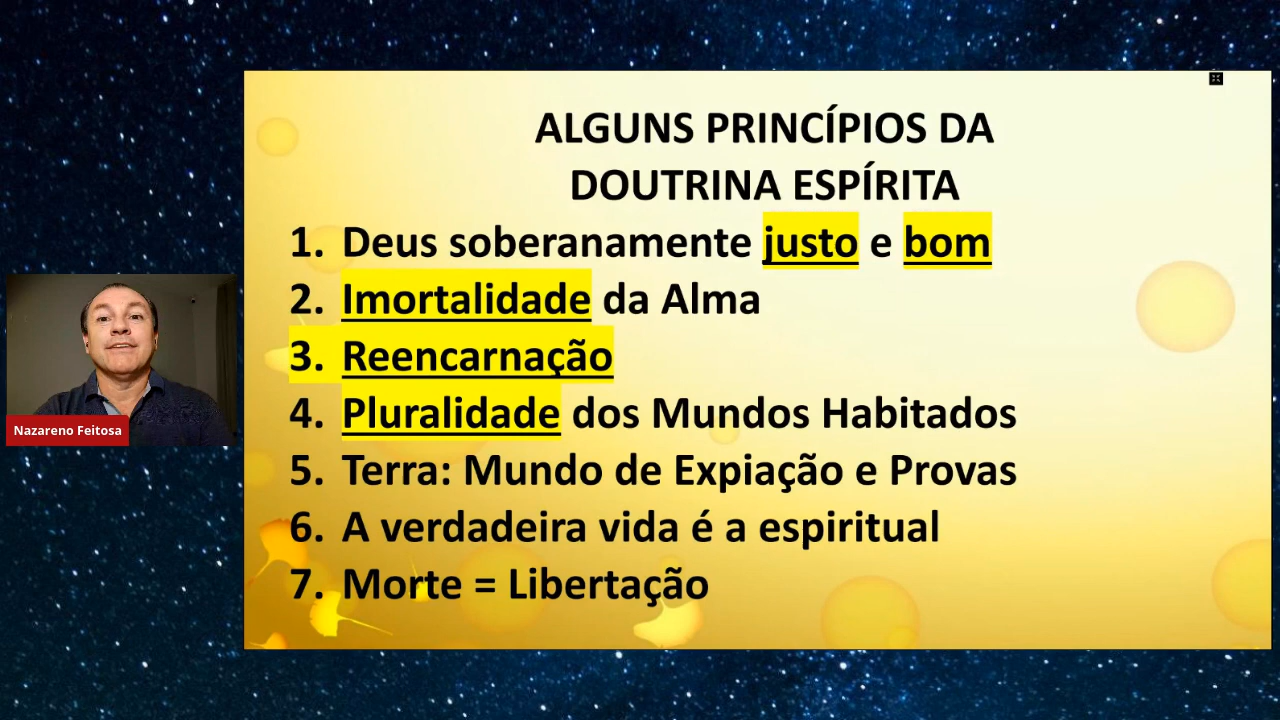 ALGUNS PRINCÍPIOS DA
DOUTRINA ESPÍRITA
1. Deus soberanamente justo e bom
2. Imortalidade da Alma
3. Reencarnação
4. Pluralidade dos Mundos Habitados
5. Terra: Mundo de Expiação e Provas
6. A verdadeira vida é a espiritual
7. Morte = Libertação
Nazareno Feitosa